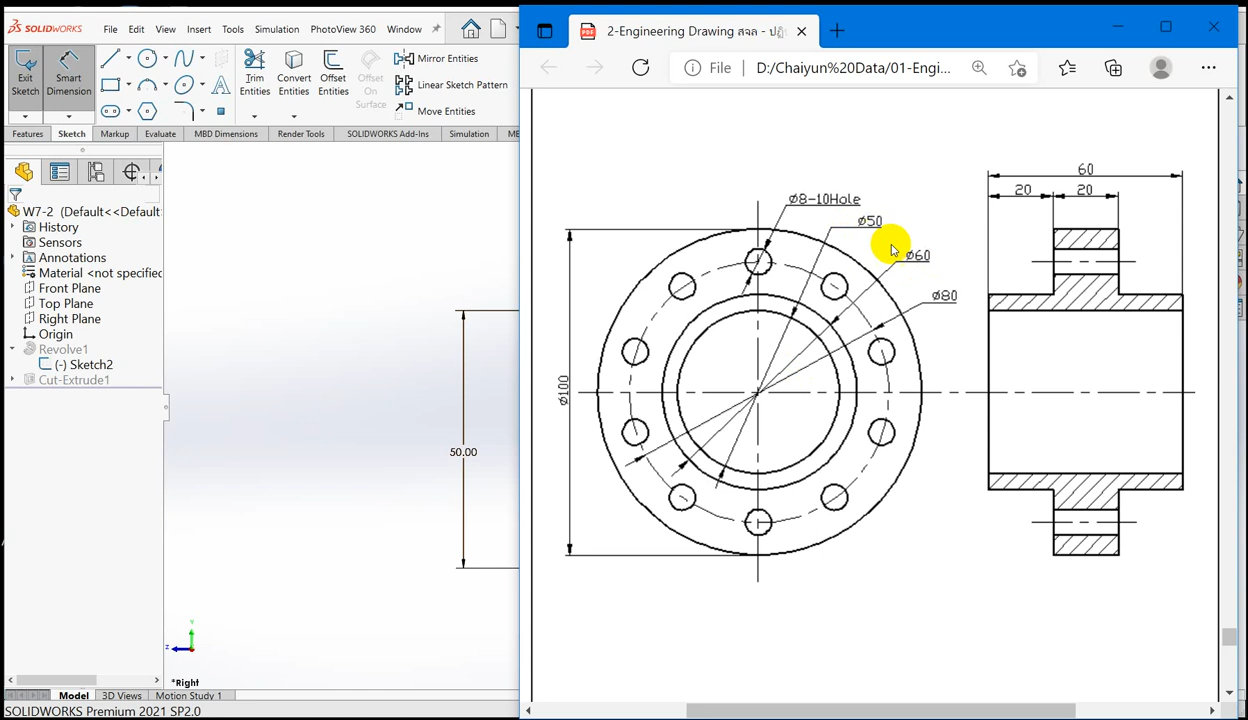 SOLIDWORKS
File Edit View Insert Tools Simulation PhotoView 360 Window
Exit Sketch
Smart Dimension
Trim Entities
Convert Entities
Offset Entities
Offset On Surface
Mirror Entities
Linear Sketch Pattern
Move Entities
Features Sketch Markup Evaluate MBD Dimensions Render Tools SOLIDWORKS Add-Ins Simulation
W7-2 (Default<<Default>
History
Sensors
Annotations
Material <not specified
Front Plane
Top Plane
Right Plane
Origin
Revolve1
(-) Sketch2
Cut-Extrude1
50.00
Y
Z
*Right
Model 3D Views Motion Study 1
SOLIDWORKS Premium 2021 SP2.0
PDF
2-Engineering Drawing สจล - ปฏิ
File D:/Chaiyun%20Data/01-Engi...
ø8-10Hole
ø50
ø60
ø80
ø100
60
20 20